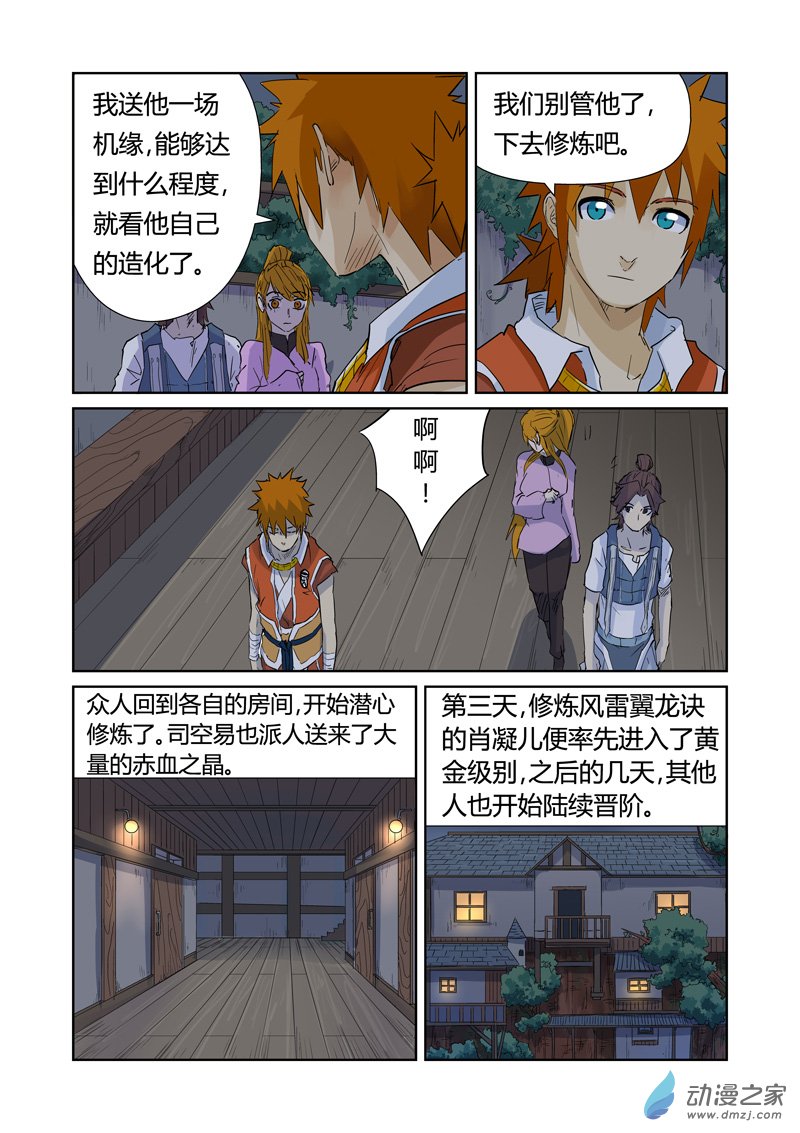 我送他一场
机缘，能够达
到什么程度，
就看他自己
的造化了。
我们别管他了，
下去修炼吧。
啊
啊
！
众人回到各自的房间，开始潜心
修炼了。司空易也派人送来了大
量的赤血之晶。
第三天，修炼风雷翼龙诀
的肖凝儿便率先进入了黄
金级别，之后的几天，其他
人也开始陆续晋阶。
动漫之家
www.dmzj.com